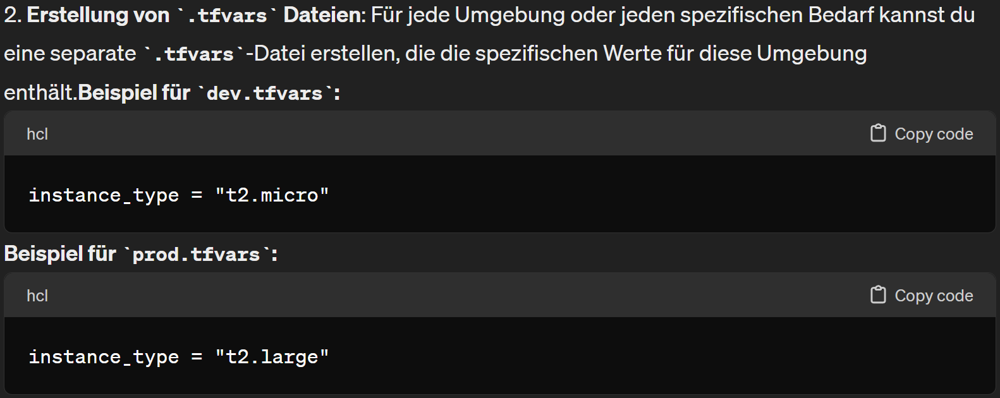 2. Erstellung von `.tfvars` Dateien: Für jede Umgebung oder jeden spezifischen Bedarf kannst du
eine separate `.tfvars`-Datei erstellen, die die spezifischen Werte für diese Umgebung
enthält.Beispiel für `dev.tfvars`:
hcl Copy code
instance_type = "t2.micro"
Beispiel für `prod.tfvars`:
hcl Copy code
instance_type = "t2.large"